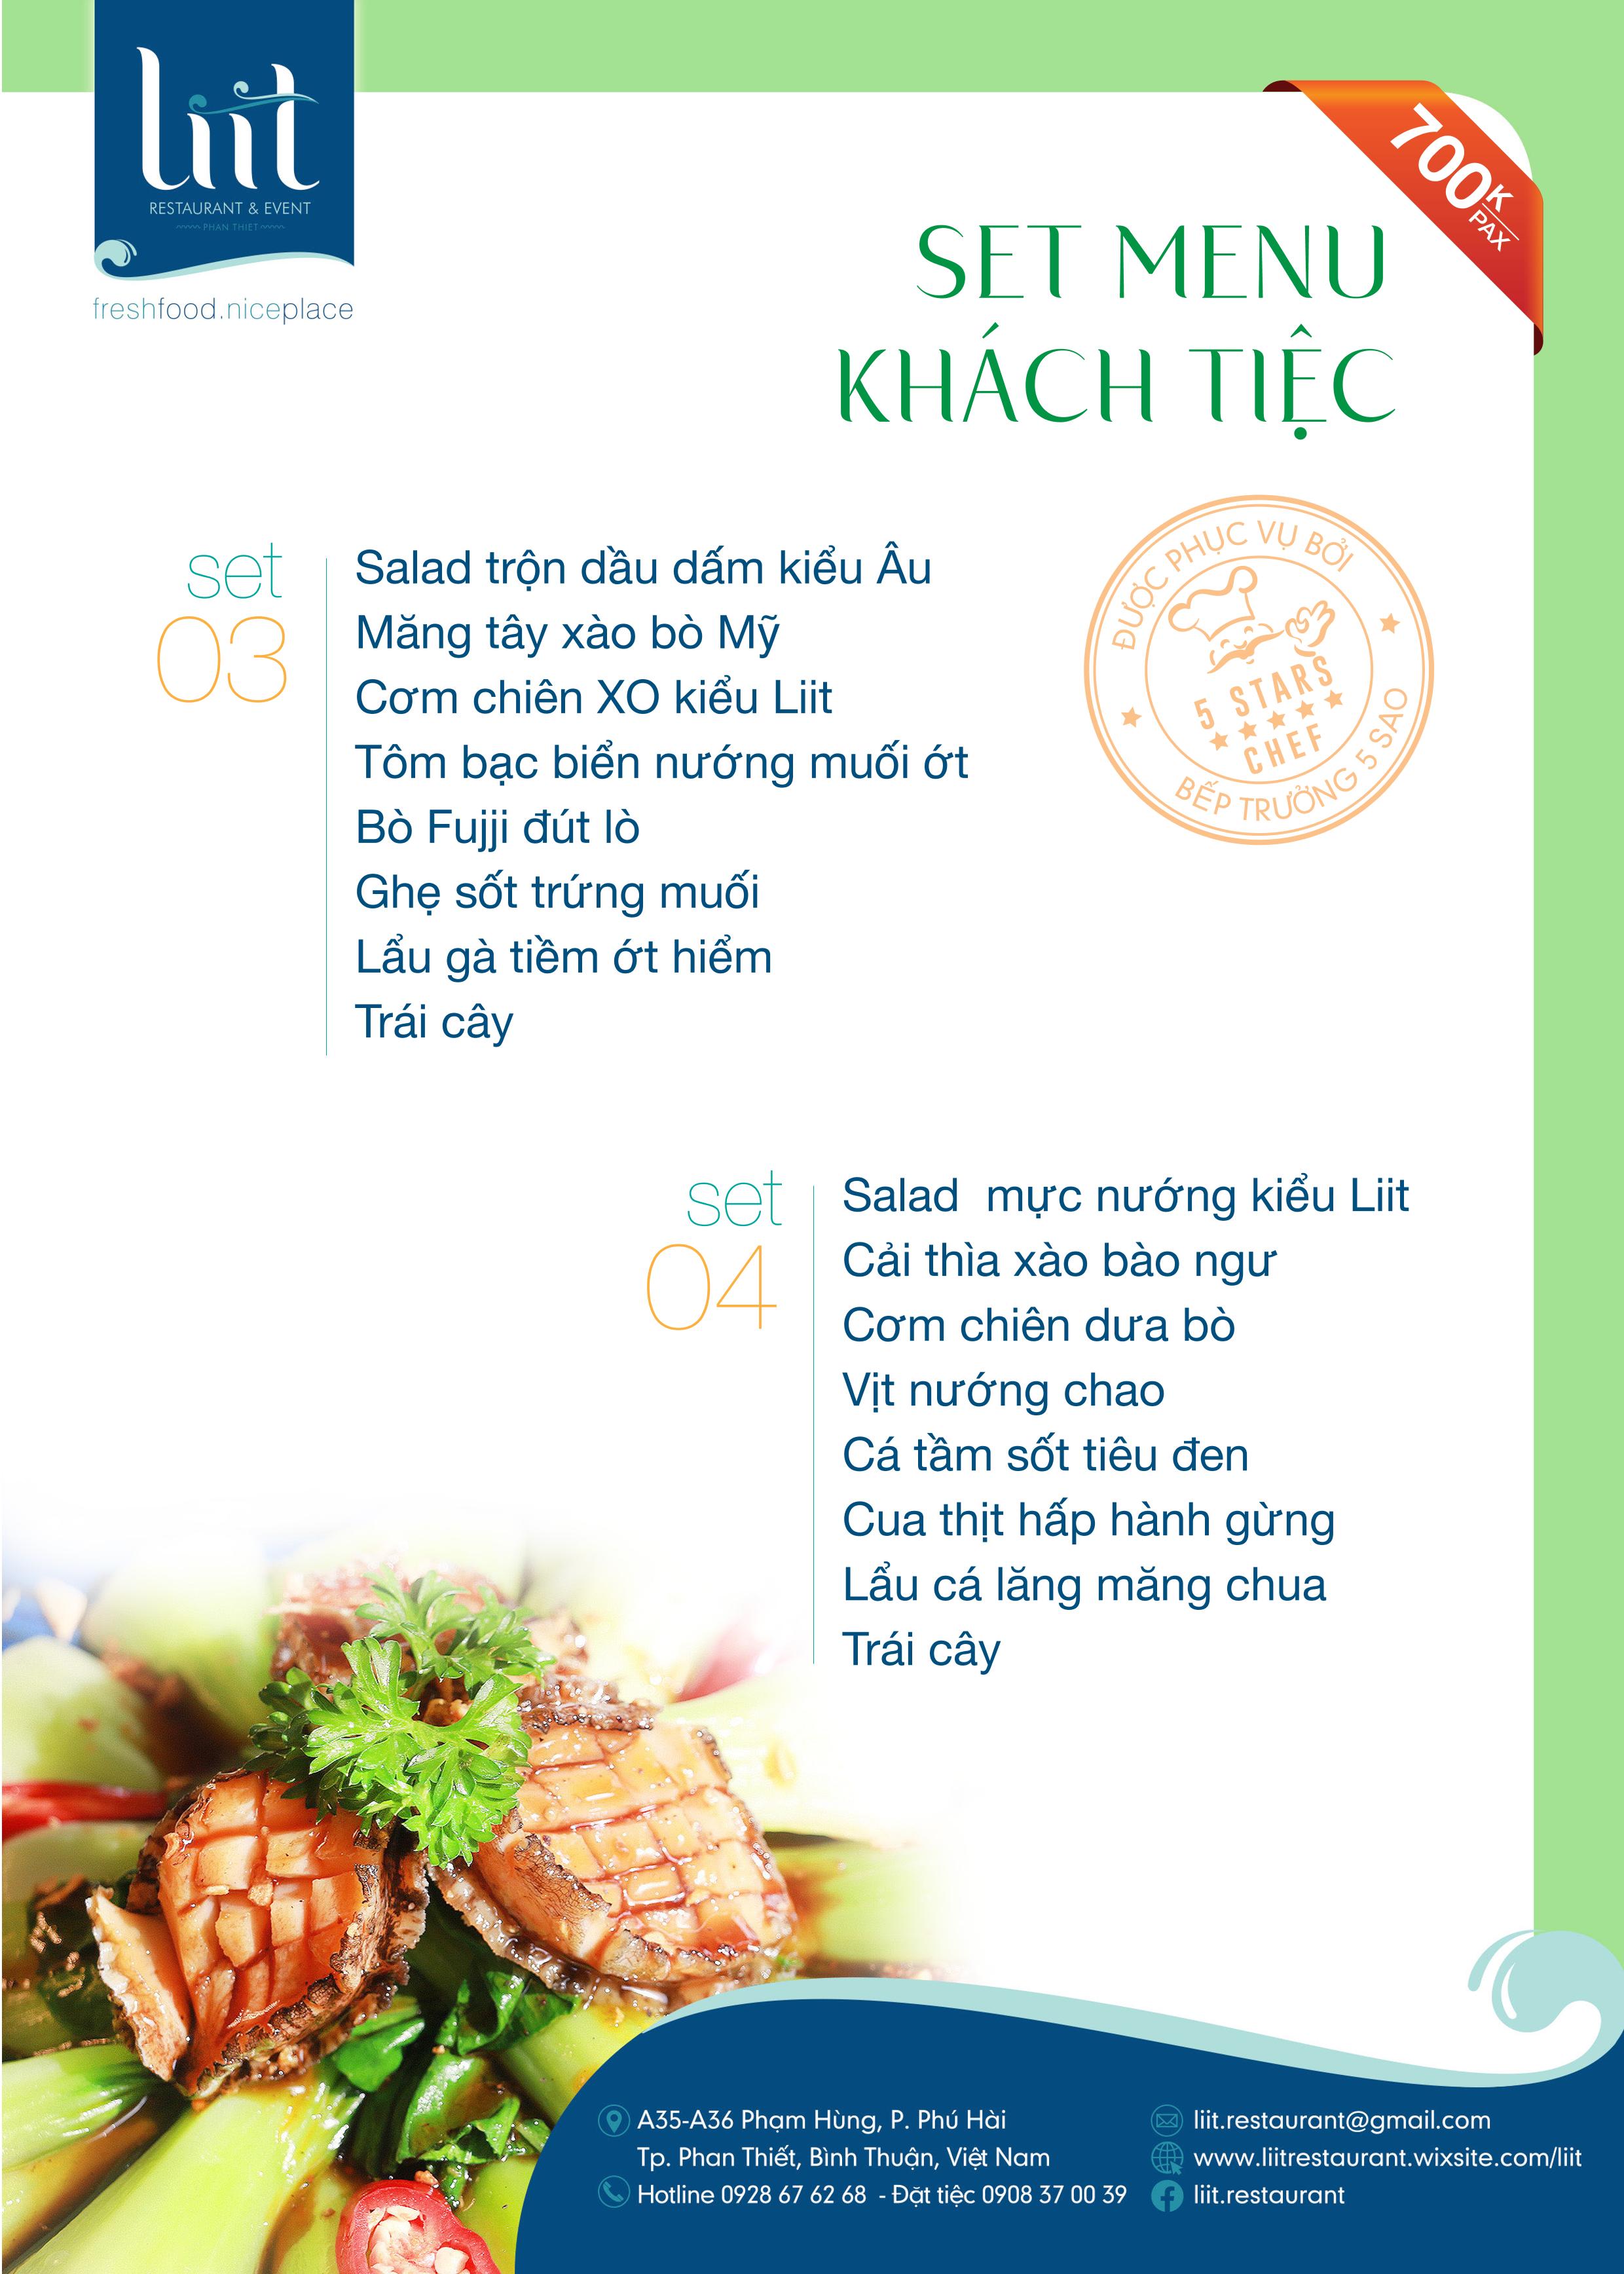 Liit
RESTAURANT & EVENT
PHAN THIET
freshfood.niceplace
700K/PAX
SET MENU
KHÁCH TIỆC
ĐƯỢC PHỤC VỤ BỞI
5 STARS
CHEF
BẾP TRƯỞNG 5 SAO
set
03
Salad trộn dầu dấm kiểu Âu
Măng tây xào bò Mỹ
Cơm chiên XO kiểu Liit
Tôm bạc biển nướng muối ớt
Bò Fujji đút lò
Ghẹ sốt trứng muối
Lẩu gà tiềm ớt hiểm
Trái cây
set
04
Salad  mực nướng kiểu Liit
Cải thìa xào bào ngư
Cơm chiên dưa bò
Vịt nướng chao
Cá tầm sốt tiêu đen
Cua thịt hấp hành gừng
Lẩu cá lăng măng chua
Trái cây
A35-A36 Phạm Hùng, P. Phú Hài
Tp. Phan Thiết, Bình Thuận, Việt Nam
Hotline 0928 67 62 68 - Đặt tiệc 0908 37 00 39
liit.restaurant@gmail.com
www.liitrestaurant.wixsite.com/liit
liit.restaurant